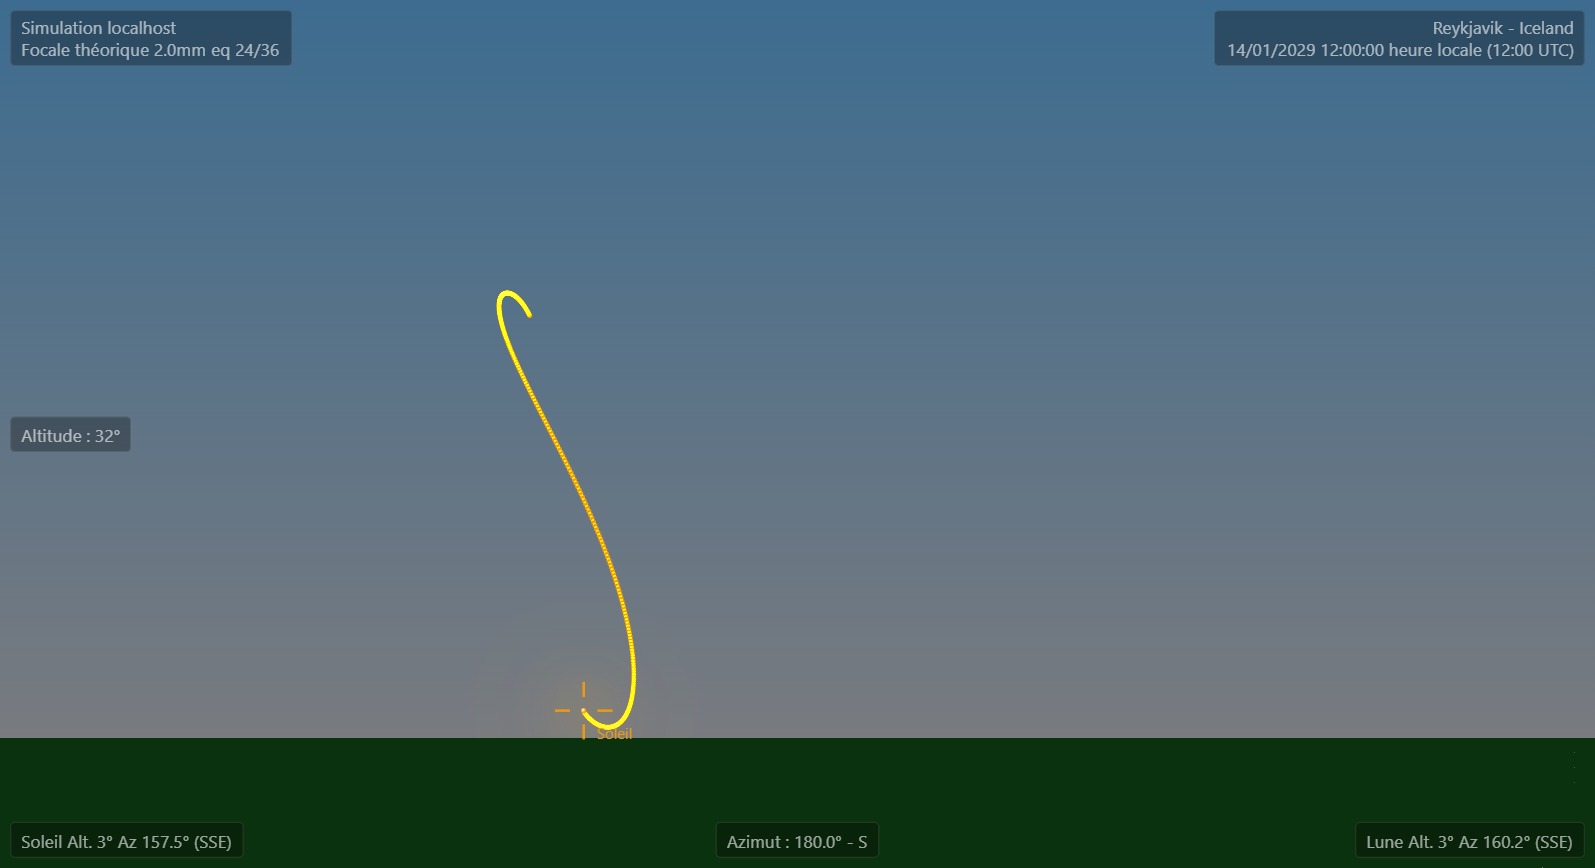 Simulation localhost
Focale théorique 2.0mm eq 24/36
Reykjavik - Iceland
14/01/2029 12:00:00 heure locale (12:00 UTC)
Altitude : 32°
Soleil
Soleil Alt. 3° Az 157.5° (SSE)
Azimut : 180.0° - S
Lune Alt. 3° Az 160.2° (SSE)